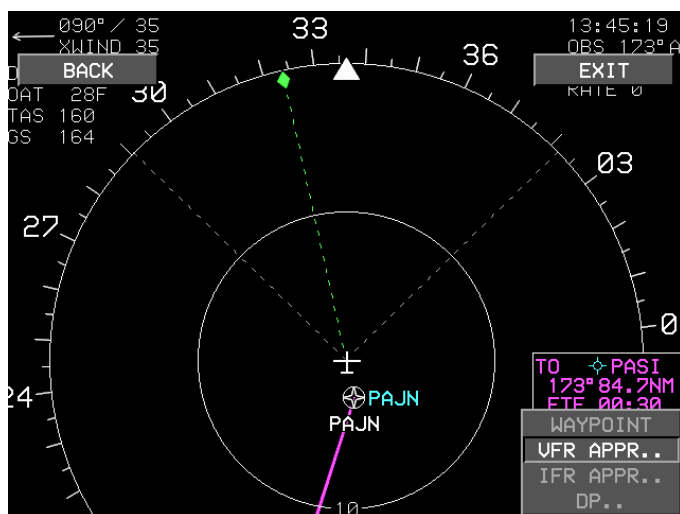 090° / 35
XWIND 35
BACK
OAT 28F
TAS 160
GS 164
13:45:19
OBS 173°A
EXIT
RATE 0
30
33
36
03
27
24
0
PAJN
PAJN
10
TO PASI
173° 84.7NM
ETE 00:30
WAYPOINT
VFR APPR..
IFR APPR..
DP..